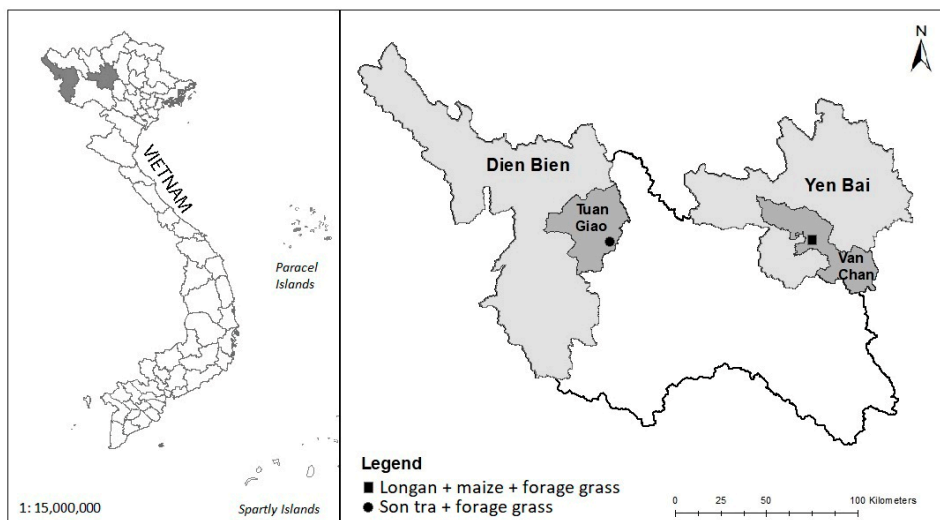 VIETNAM
Paracel
Islands
1: 15,000,000
Spartly Islands
N
Dien Bien
Tuan
Giao
Yen Bai
Van
Chan
Legend
Longan + maize + forage grass
Son tra + forage grass
0 25 50 100 Kilometers